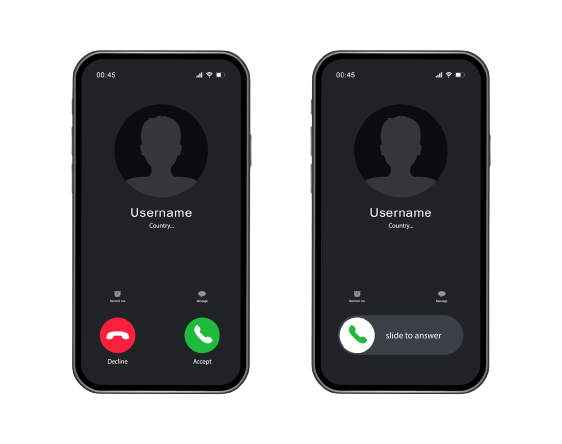 00:45
Username
Country...
Remind me
Message
Decline
Accept
00:45
Username
Country...
Remind me
Message
slide to answer